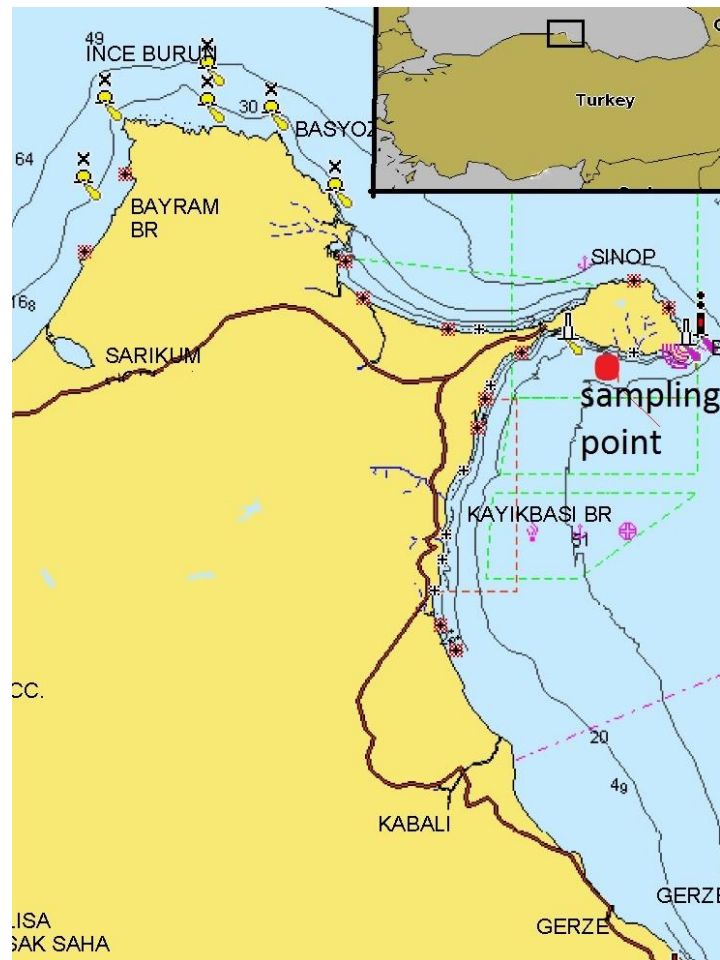 49
INCE BURUN
Turkey
30
BASYOZ
64
BAYRAM
BR
SINOP
16₈
SARIKUM
sampling
point
KAYIKBASI BR
51
CC.
20
4₉
KABALI
GERZE
LISA
GERZE
SAK SAHA